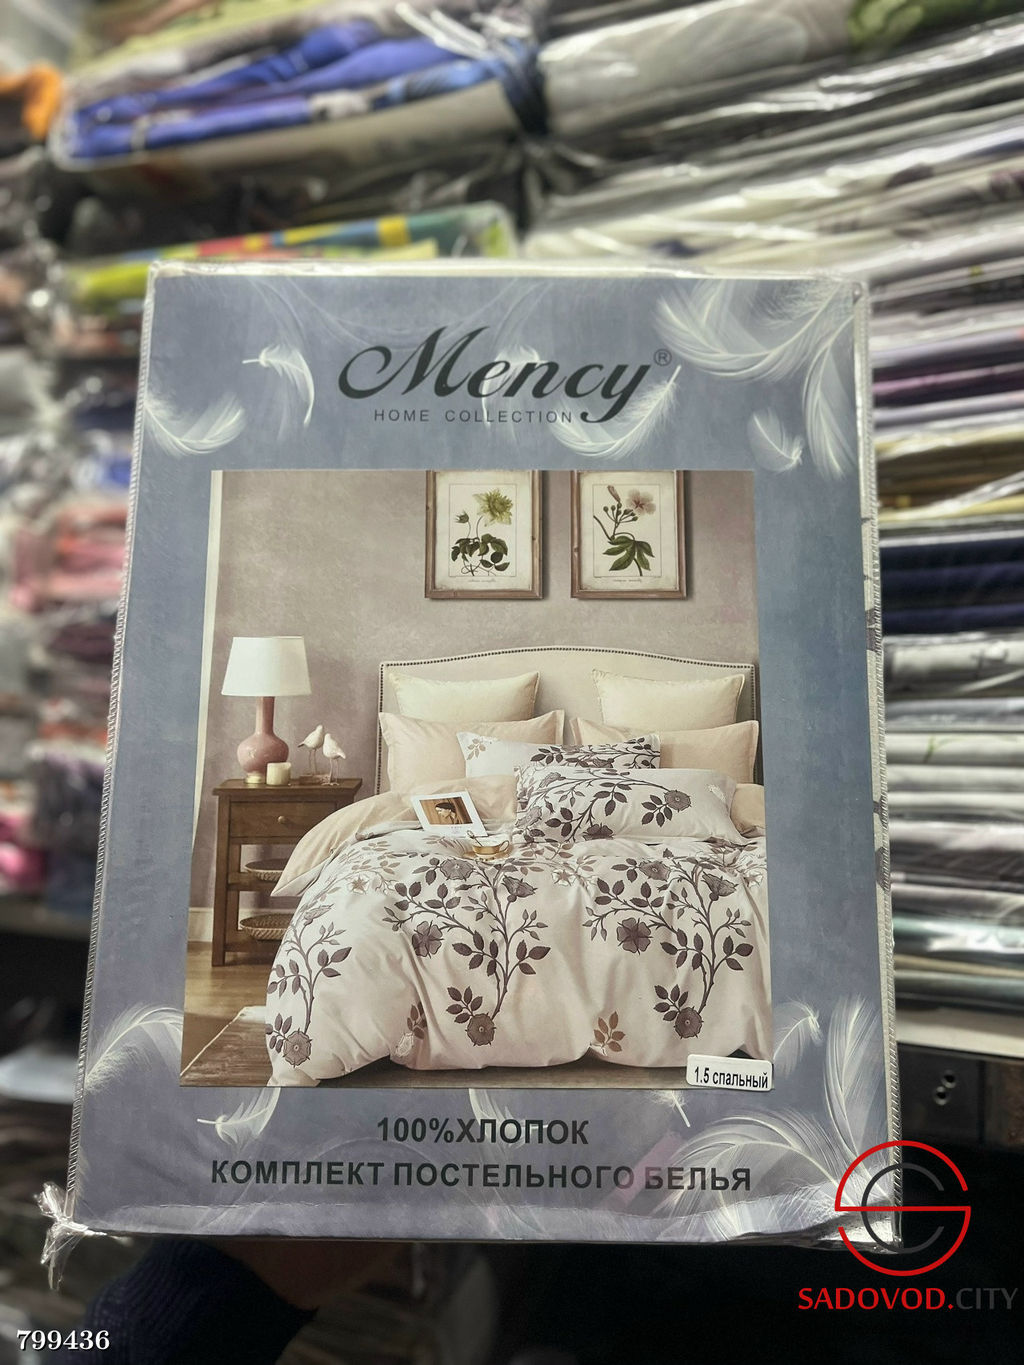 Mency®
HOME COLLECTION
1.5 спальный
100%ХЛОПОК
КОМПЛЕКТ ПОСТЕЛЬНОГО БЕЛЬЯ
SADOVOD.CITY
799436